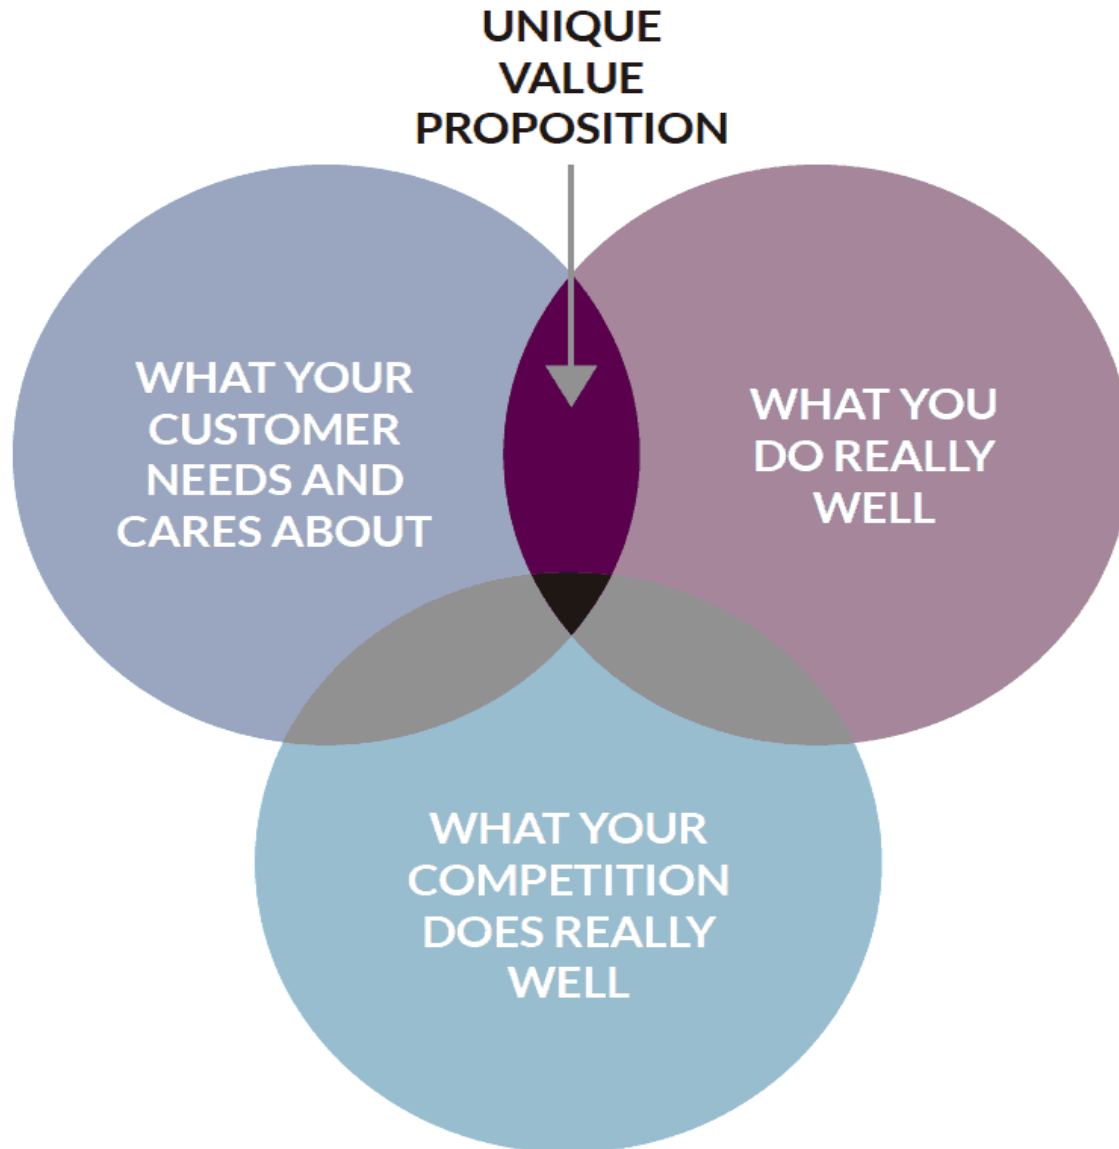 UNIQUE
VALUE
PROPOSITION
WHAT YOUR
CUSTOMER
NEEDS AND
CARES ABOUT
WHAT YOU
DO REALLY
WELL
WHAT YOUR
COMPETITION
DOES REALLY
WELL